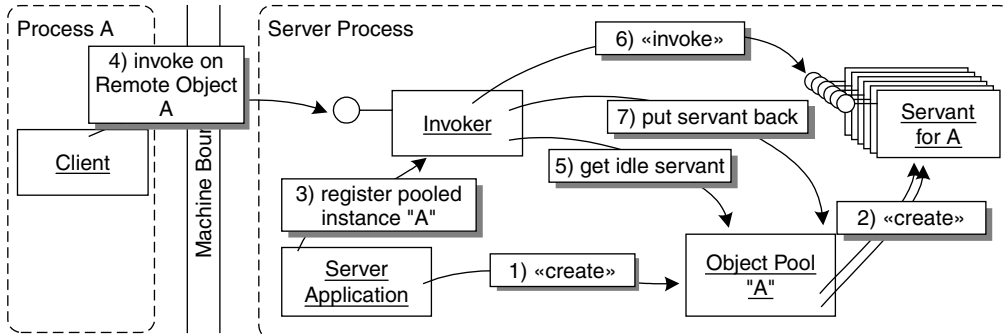 Process A
Server Process
4) invoke on
Remote Object
A
6) «invoke»
Invoker
7) put servant back
Servant
for A
Client
5) get idle servant
3) register pooled
instance "A"
2) «create»
Machine
Server
Application
1) «create»
Object Pool
"A"